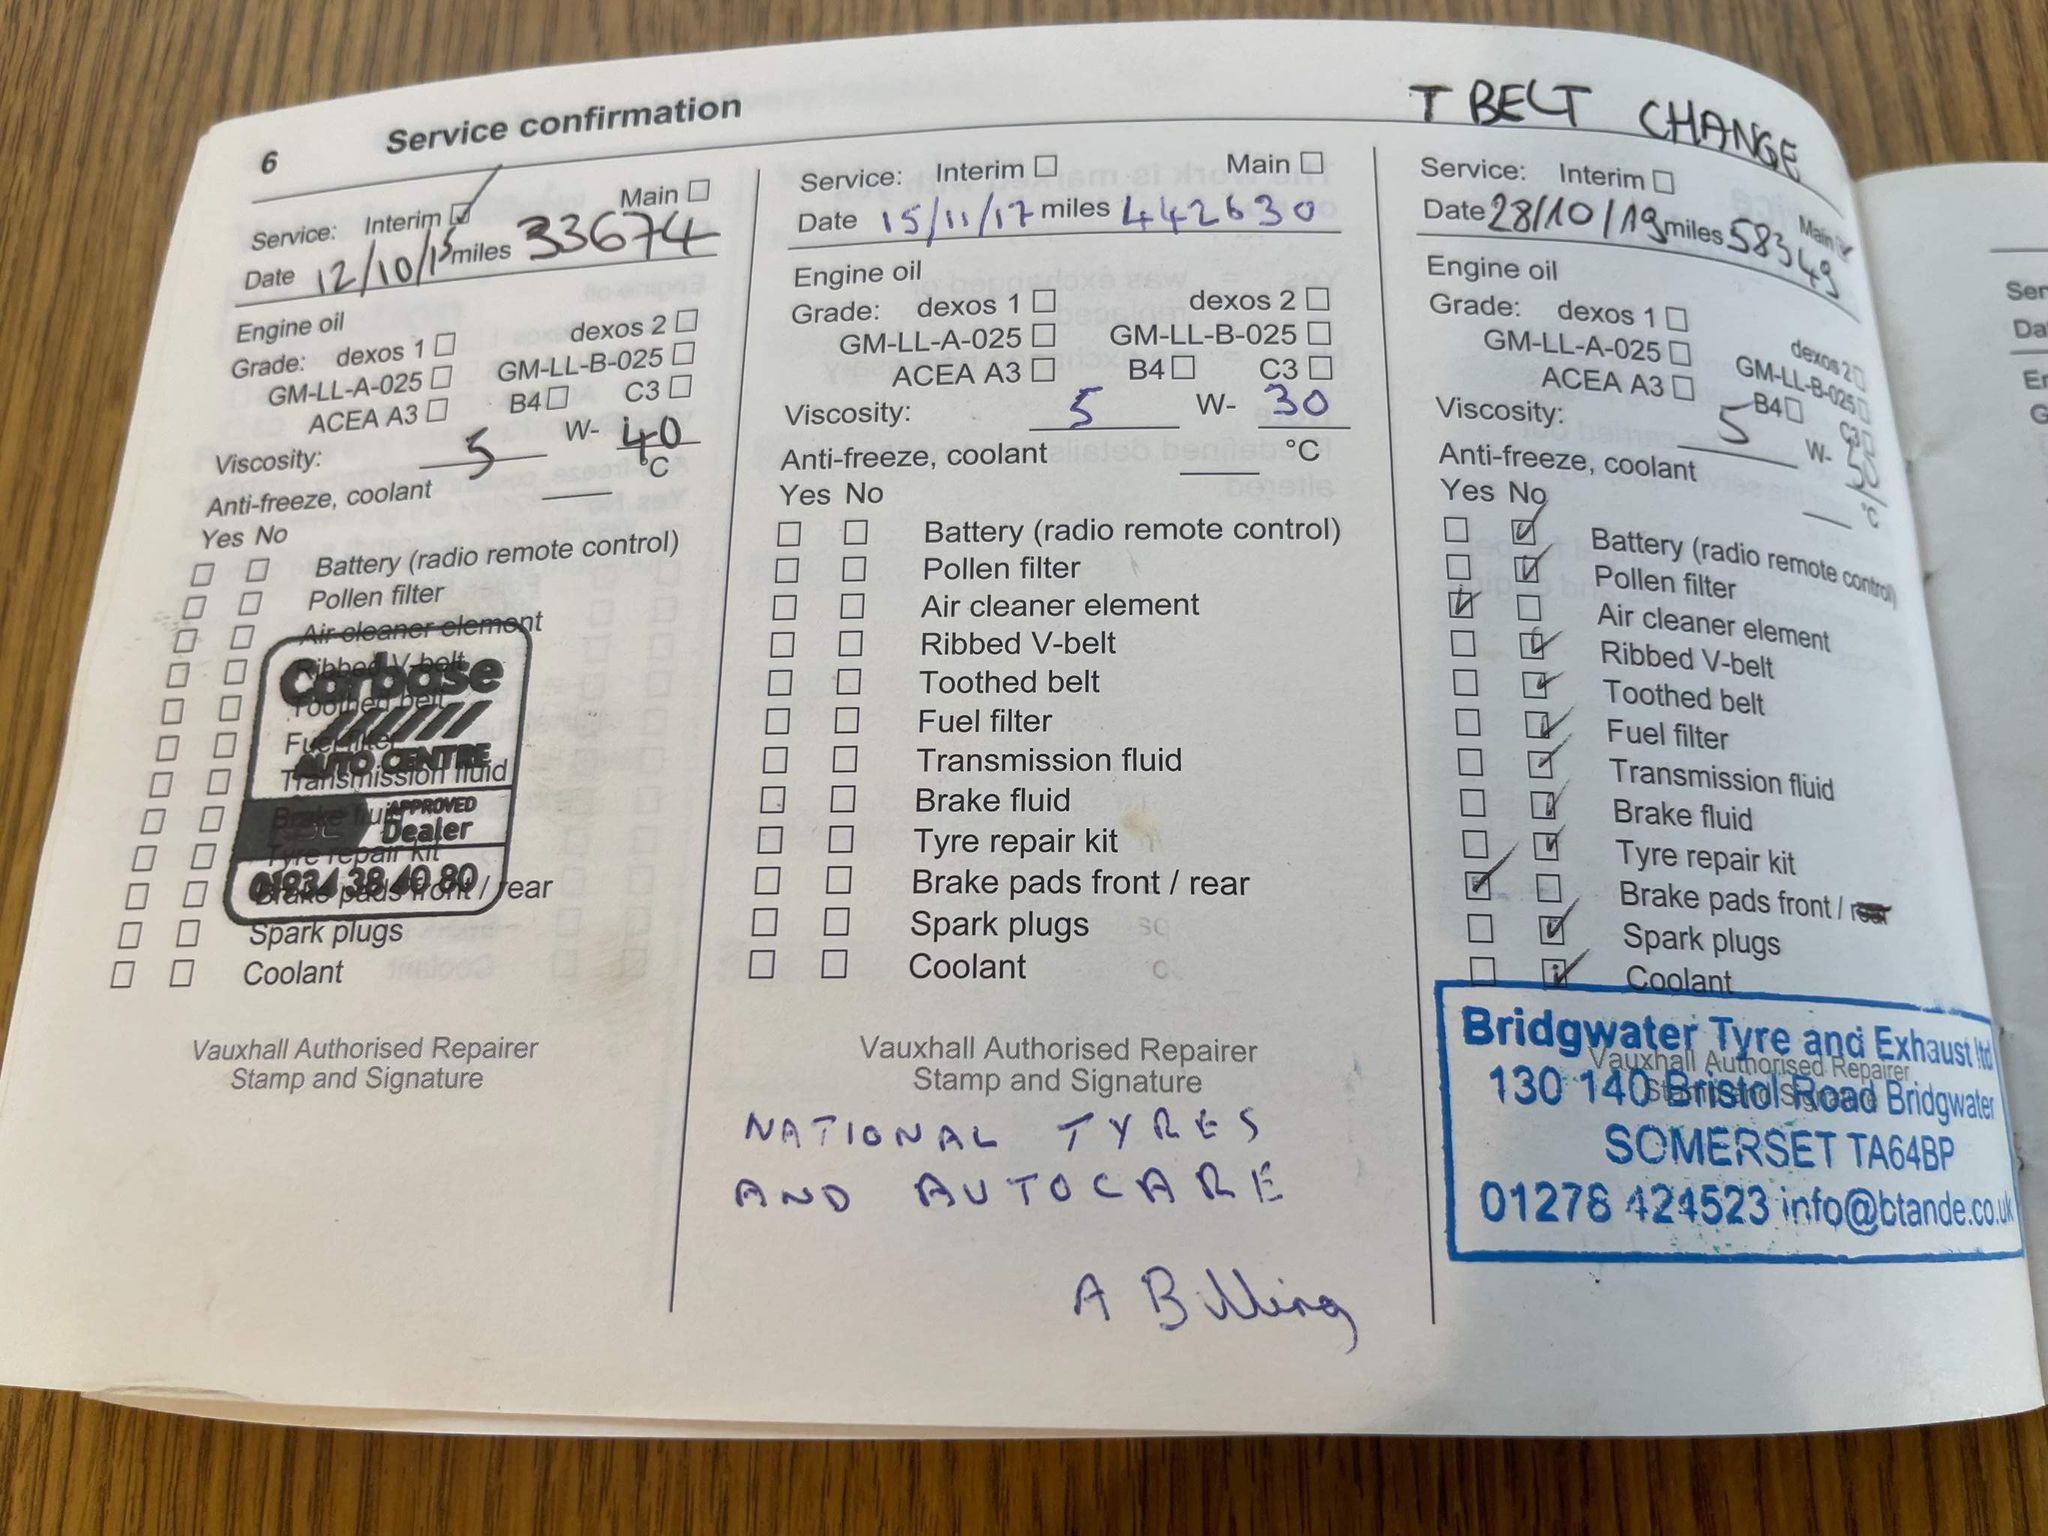 6 Service confirmation
T BELT CHANGE
Service: Interim Main
Date 12/10/15 miles 33674
Engine oil
Grade: dexos 1 dexos 2
GM-LL-A-025 GM-LL-B-025
ACEA A3 B4 C3
Viscosity: 5 W- 40
Anti-freeze, coolant °C
Yes No
Battery (radio remote control)
Pollen filter
Air cleaner element
Ribbed V-belt
Toothed belt
Fuel filter
Transmission fluid
Brake fluid
Tyre repair kit
Brake pads front / rear
Spark plugs
Coolant
Carbase
AUTO CENTRE
APPROVED
Dealer
01934 38 40 80
Vauxhall Authorised Repairer
Stamp and Signature
Service: Interim Main
Date 15/11/17 miles 442630
Engine oil
Grade: dexos 1 dexos 2
GM-LL-A-025 GM-LL-B-025
ACEA A3 B4 C3
Viscosity: 5 W- 30
Anti-freeze, coolant °C
Yes No
Battery (radio remote control)
Pollen filter
Air cleaner element
Ribbed V-belt
Toothed belt
Fuel filter
Transmission fluid
Brake fluid
Tyre repair kit
Brake pads front / rear
Spark plugs
Coolant
Vauxhall Authorised Repairer
Stamp and Signature
NATIONAL TYRES
AND AUTOCARE
A Billing
Service: Interim Main
Date 28/10/19 miles 58349
Engine oil
Grade: dexos 1 dexos 2
GM-LL-A-025 GM-LL-B-025
ACEA A3 B4 C3
Viscosity: 5 W-
Anti-freeze, coolant °C
Yes No
Battery (radio remote control)
Pollen filter
Air cleaner element
Ribbed V-belt
Toothed belt
Fuel filter
Transmission fluid
Brake fluid
Tyre repair kit
Brake pads front /
Spark plugs
Coolant
Vauxhall Authorised Repairer
Stamp and Signature
Bridgwater Tyre and Exhaust ltd
130 140 Bristol Road Bridgwater
SOMERSET TA64BP
01278 424523 info@btande.co.uk